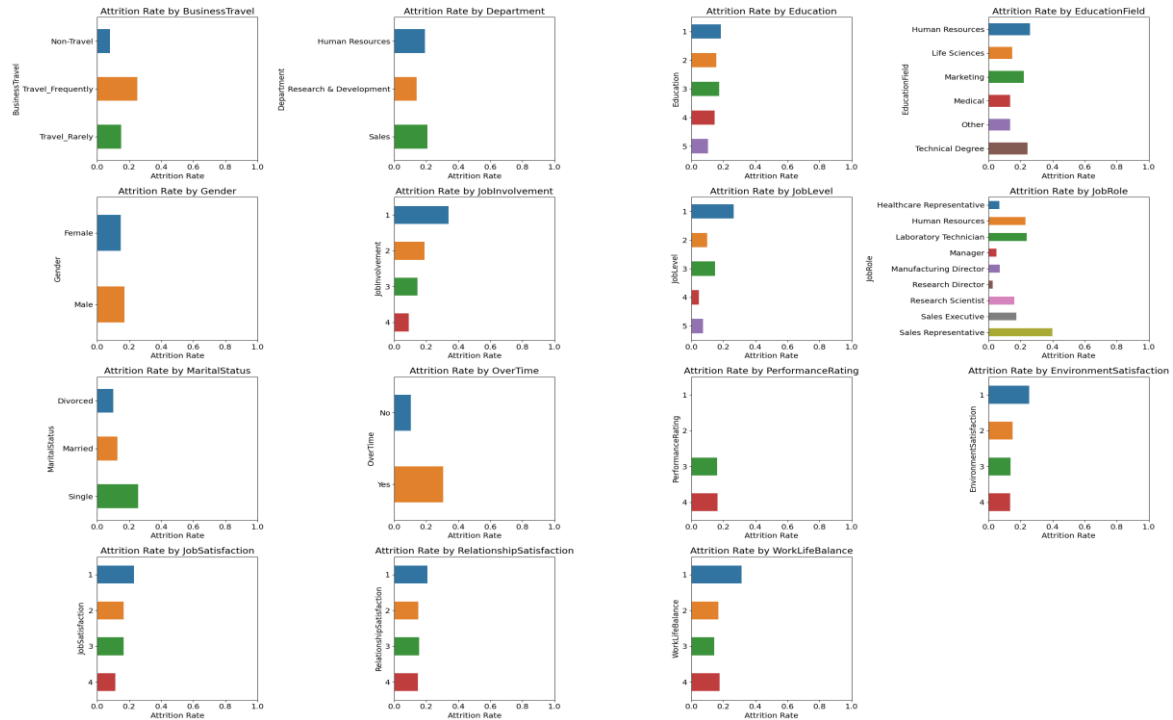 Attrition Rate by BusinessTravel
BusinessTravel
Non-Travel
Travel_Frequently
Travel_Rarely
0.0 0.2 0.4 0.6 0.8 1.0
Attrition Rate
Attrition Rate by Department
Department
Human Resources
Research & Development
Sales
0.0 0.2 0.4 0.6 0.8 1.0
Attrition Rate
Attrition Rate by Education
Education
1
2
3
4
5
0.0 0.2 0.4 0.6 0.8 1.0
Attrition Rate
Attrition Rate by EducationField
EducationField
Human Resources
Life Sciences
Marketing
Medical
Other
Technical Degree
0.0 0.2 0.4 0.6 0.8 1.0
Attrition Rate
Attrition Rate by Gender
Gender
Female
Male
0.0 0.2 0.4 0.6 0.8 1.0
Attrition Rate
Attrition Rate by JobInvolvement
JobInvolvement
1
2
3
4
0.0 0.2 0.4 0.6 0.8 1.0
Attrition Rate
Attrition Rate by JobLevel
JobLevel
1
2
3
4
5
0.0 0.2 0.4 0.6 0.8 1.0
Attrition Rate
Attrition Rate by JobRole
JobRole
Healthcare Representative
Human Resources
Laboratory Technician
Manager
Manufacturing Director
Research Director
Research Scientist
Sales Executive
Sales Representative
0.0 0.2 0.4 0.6 0.8 1.0
Attrition Rate
Attrition Rate by MaritalStatus
MaritalStatus
Divorced
Married
Single
0.0 0.2 0.4 0.6 0.8 1.0
Attrition Rate
Attrition Rate by OverTime
OverTime
No
Yes
0.0 0.2 0.4 0.6 0.8 1.0
Attrition Rate
Attrition Rate by PerformanceRating
PerformanceRating
1
2
3
4
0.0 0.2 0.4 0.6 0.8 1.0
Attrition Rate
Attrition Rate by EnvironmentSatisfaction
EnvironmentSatisfaction
1
2
3
4
0.0 0.2 0.4 0.6 0.8 1.0
Attrition Rate
Attrition Rate by JobSatisfaction
JobSatisfaction
1
2
3
4
0.0 0.2 0.4 0.6 0.8 1.0
Attrition Rate
Attrition Rate by RelationshipSatisfaction
RelationshipSatisfaction
1
2
3
4
0.0 0.2 0.4 0.6 0.8 1.0
Attrition Rate
Attrition Rate by WorkLifeBalance
WorkLifeBalance
1
2
3
4
0.0 0.2 0.4 0.6 0.8 1.0
Attrition Rate